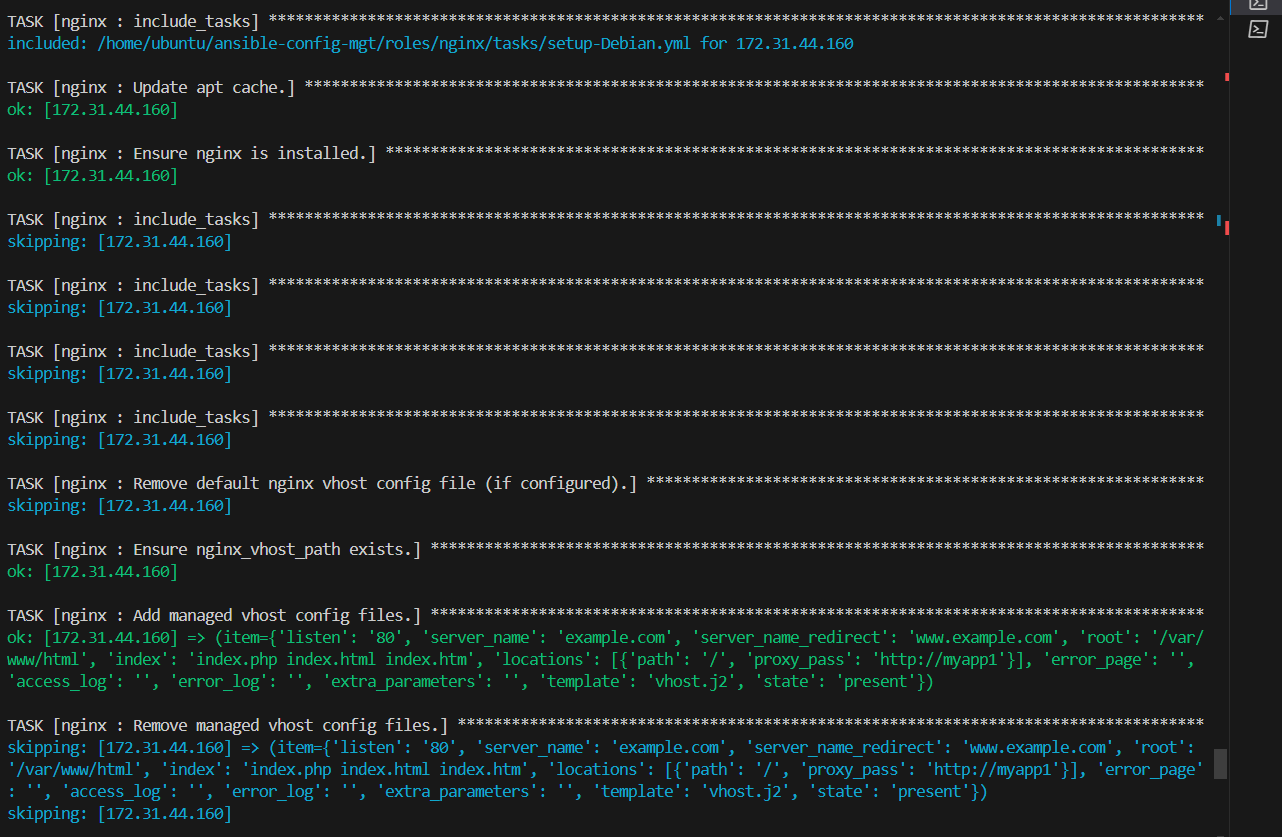 TASK [nginx : include_tasks] ********************************************************************************************************
included: /home/ubuntu/ansible-config-mgt/roles/nginx/tasks/setup-Debian.yml for 172.31.44.160
TASK [nginx : Update apt cache.] ****************************************************************************************************
ok: [172.31.44.160]
TASK [nginx : Ensure nginx is installed.] *******************************************************************************************
ok: [172.31.44.160]
TASK [nginx : include_tasks] ********************************************************************************************************
skipping: [172.31.44.160]
TASK [nginx : include_tasks] ********************************************************************************************************
skipping: [172.31.44.160]
TASK [nginx : include_tasks] ********************************************************************************************************
skipping: [172.31.44.160]
TASK [nginx : include_tasks] ********************************************************************************************************
skipping: [172.31.44.160]
TASK [nginx : Remove default nginx vhost config file (if configured).] **************************************************************
skipping: [172.31.44.160]
TASK [nginx : Ensure nginx_vhost_path exists.] **************************************************************************************
ok: [172.31.44.160]
TASK [nginx : Add managed vhost config files.] **************************************************************************************
ok: [172.31.44.160] => (item={'listen': '80', 'server_name': 'example.com', 'server_name_redirect': 'www.example.com', 'root': '/var/
www/html', 'index': 'index.php index.html index.htm', 'locations': [{'path': '/', 'proxy_pass': 'http://myapp1'}], 'error_page': '',
'access_log': '', 'error_log': '', 'extra_parameters': '', 'template': 'vhost.j2', 'state': 'present'})
TASK [nginx : Remove managed vhost config files.] ***********************************************************************************
skipping: [172.31.44.160] => (item={'listen': '80', 'server_name': 'example.com', 'server_name_redirect': 'www.example.com', 'root':
'/var/www/html', 'index': 'index.php index.html index.htm', 'locations': [{'path': '/', 'proxy_pass': 'http://myapp1'}], 'error_page'
: '', 'access_log': '', 'error_log': '', 'extra_parameters': '', 'template': 'vhost.j2', 'state': 'present'})
skipping: [172.31.44.160]